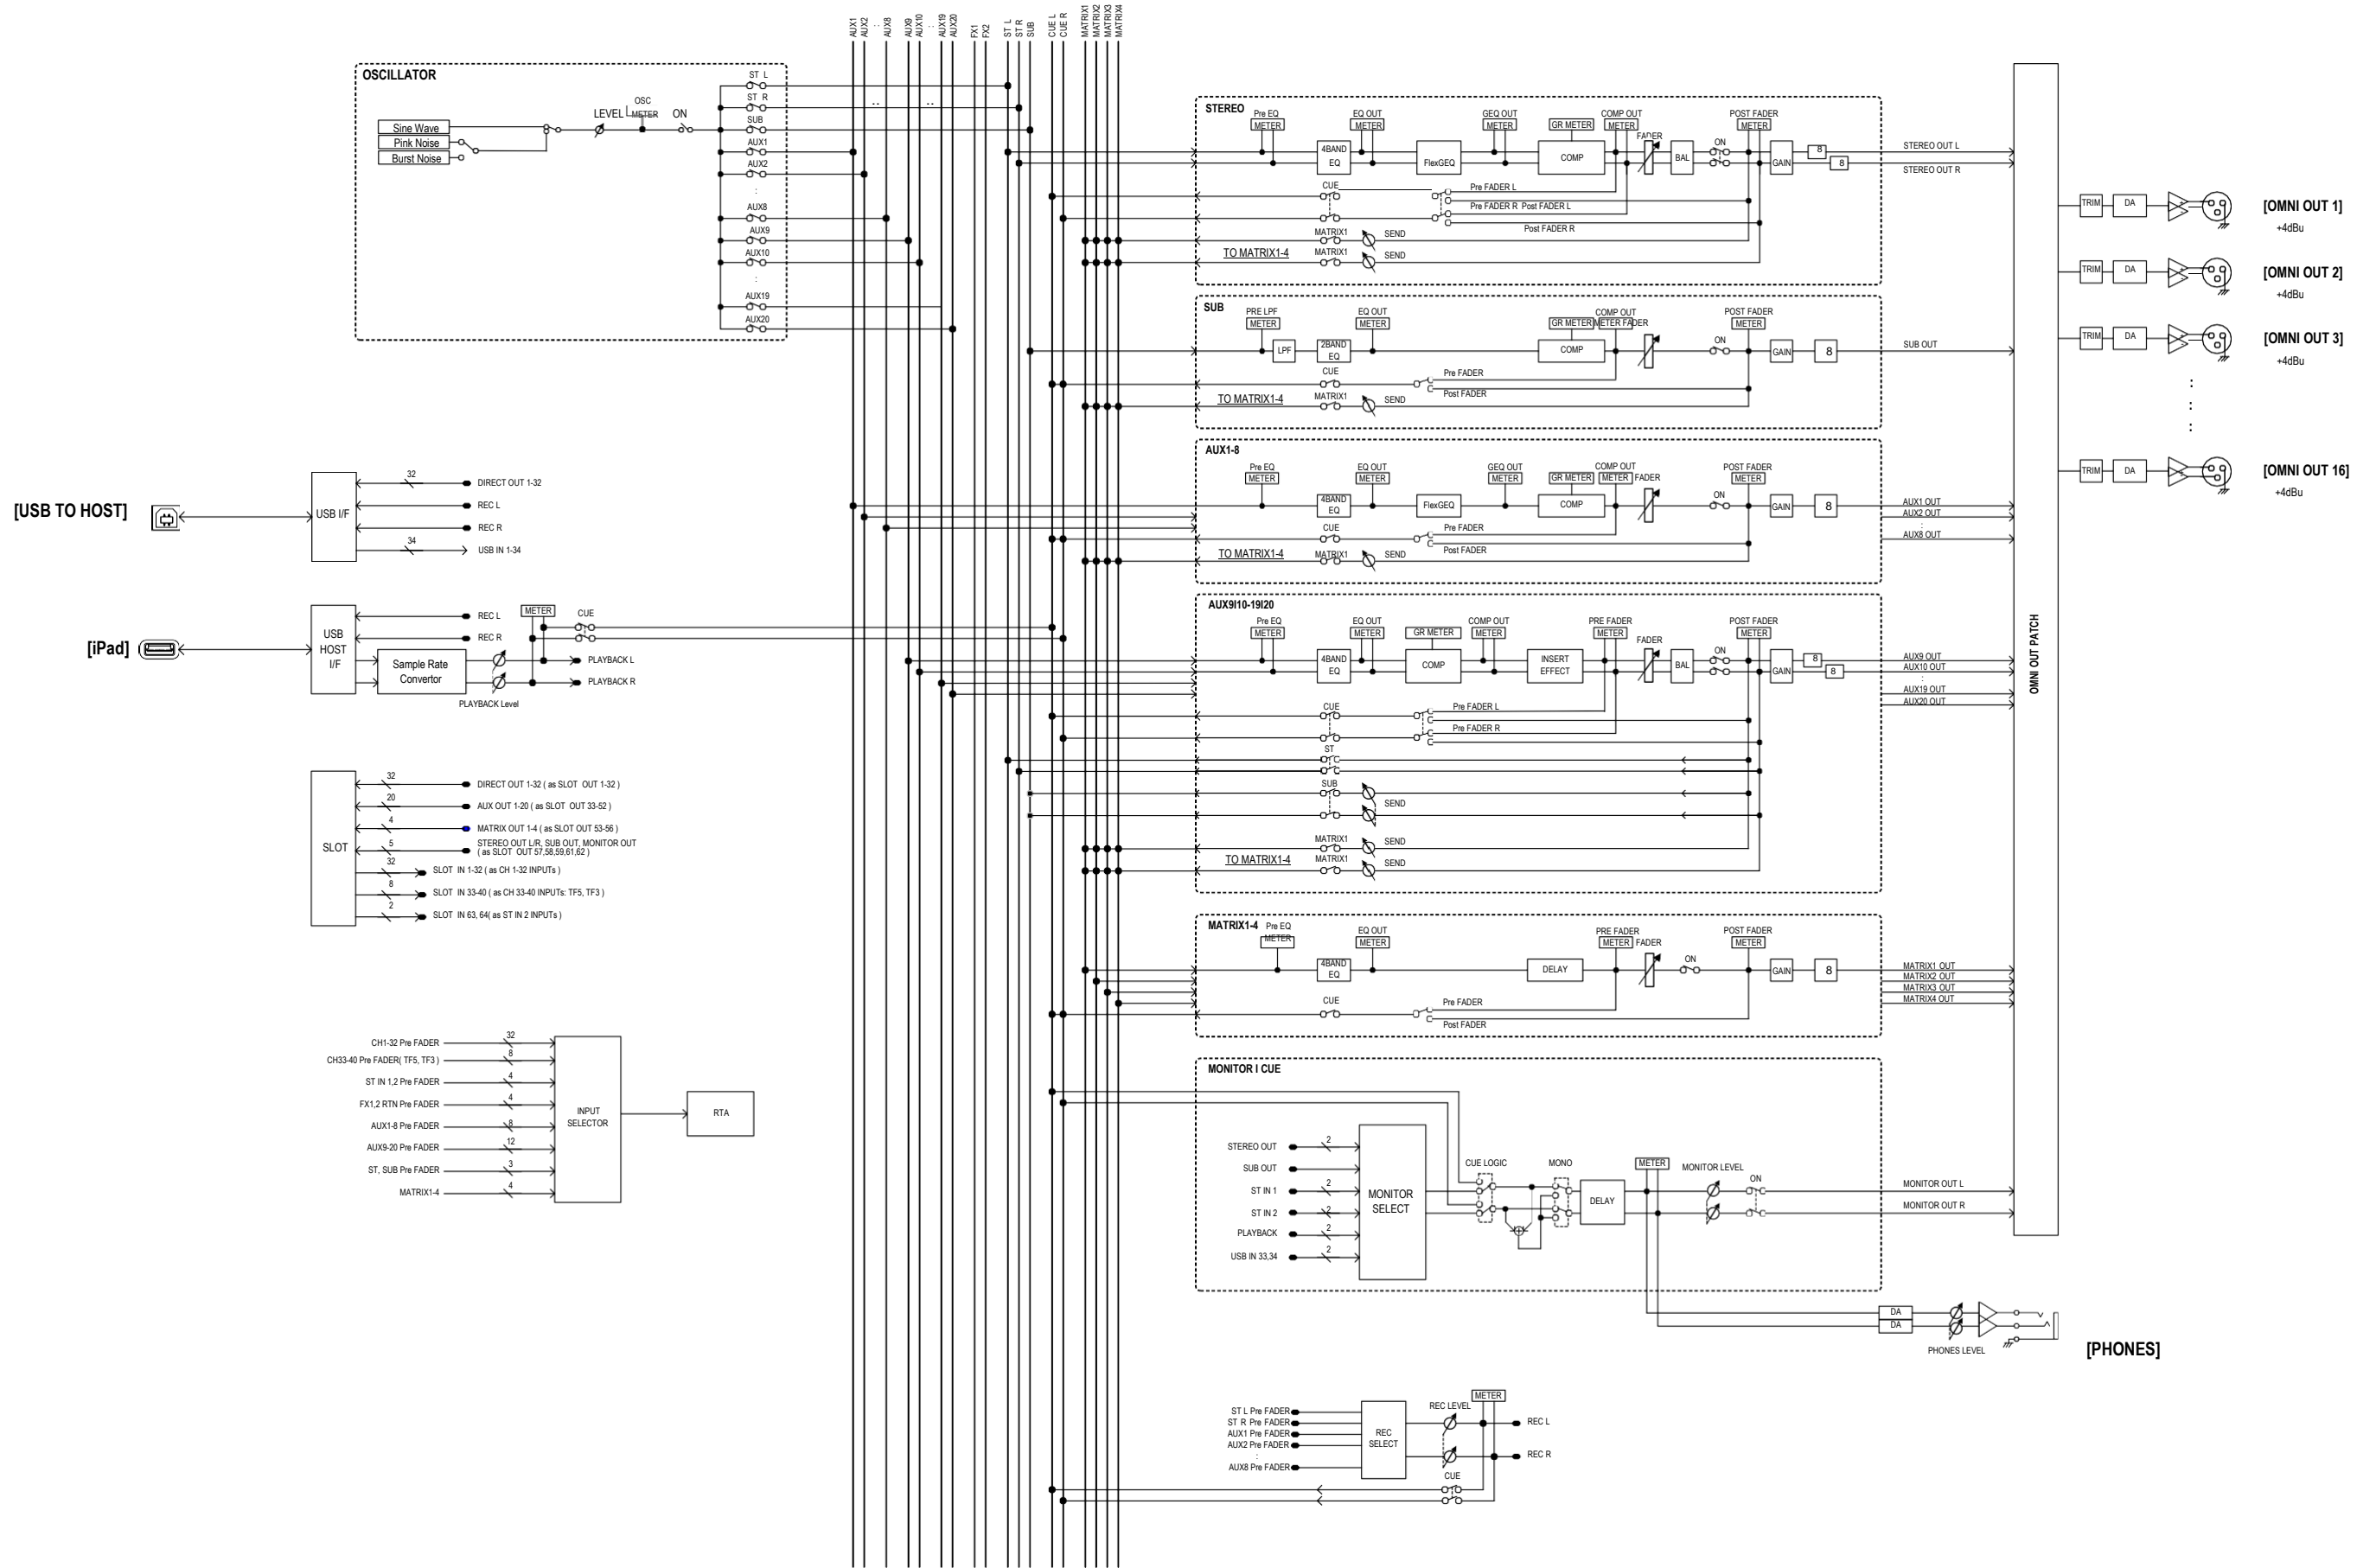 AUX1
AUX2
:
AUX8
AUX9
AUX10
:
AUX19
AUX20
FX1
FX2
ST L
ST R
SUB
CUE L
CUE R
MATRIX1
MATRIX2
MATRIX3
MATRIX4
OSCILLATOR
Sine Wave
Pink Noise
Burst Noise
LEVEL
OSC
METER
ON
ST L
ST R
SUB
AUX1
AUX2
:
AUX8
AUX9
AUX10
:
AUX19
AUX20
[USB TO HOST]
USB I/F
32
DIRECT OUT 1-32
REC L
REC R
34
USB IN 1-34
[iPad]
USB
HOST
I/F
REC L
REC R
Sample Rate
Convertor
METER
CUE
PLAYBACK L
PLAYBACK R
PLAYBACK Level
SLOT
32
DIRECT OUT 1-32 ( as SLOT OUT 1-32 )
20
AUX OUT 1-20 ( as SLOT OUT 33-52 )
4
MATRIX OUT 1-4 ( as SLOT OUT 53-56 )
5
STEREO OUT L/R, SUB OUT, MONITOR OUT
( as SLOT OUT 57,58,59,61,62 )
32
SLOT IN 1-32 ( as CH 1-32 INPUTs )
8
SLOT IN 33-40 ( as CH 33-40 INPUTs: TF5, TF3 )
2
SLOT IN 63, 64( as ST IN 2 INPUTs )
CH1-32 Pre FADER
32
CH33-40 Pre FADER( TF5, TF3 )
8
ST IN 1,2 Pre FADER
4
FX1,2 RTN Pre FADER
4
AUX1-8 Pre FADER
8
AUX9-20 Pre FADER
12
ST, SUB Pre FADER
3
MATRIX1-4
4
INPUT
SELECTOR
RTA
STEREO
Pre EQ
METER
4BAND
EQ
EQ OUT
METER
FlexGEQ
GEQ OUT
METER
GR METER
COMP
COMP OUT
METER
FADER
BAL
ON
POST FADER
METER
GAIN
8
8
STEREO OUT L
STEREO OUT R
CUE
Pre FADER L
Pre FADER R Post FADER L
Post FADER R
MATRIX1
SEND
TO MATRIX1-4
MATRIX1
SEND
SUB
PRE LPF
METER
LPF
EQ OUT
METER
2BAND
EQ
GR METER
COMP
COMP OUT
METER FADER
ON
POST FADER
METER
GAIN
8
SUB OUT
CUE
Pre FADER
Post FADER
TO MATRIX1-4
MATRIX1
SEND
AUX1-8
Pre EQ
METER
4BAND
EQ
EQ OUT
METER
FlexGEQ
GEQ OUT
METER
GR METER
COMP
COMP OUT
METER FADER
ON
POST FADER
METER
GAIN
8
AUX1 OUT
AUX2 OUT
:
AUX8 OUT
CUE
Pre FADER
Post FADER
TO MATRIX1-4
MATRIX1
SEND
AUX9I10-19I20
Pre EQ
METER
4BAND
EQ
EQ OUT
METER
GR METER
COMP
COMP OUT
METER
INSERT
EFFECT
PRE FADER
METER
FADER
BAL
ON
POST FADER
METER
GAIN
8
8
AUX9 OUT
AUX10 OUT
:
AUX19 OUT
AUX20 OUT
CUE
Pre FADER L
Pre FADER R
ST
SUB
SEND
MATRIX1
SEND
TO MATRIX1-4
MATRIX1
SEND
MATRIX1-4
Pre EQ
METER
4BAND
EQ
EQ OUT
METER
DELAY
PRE FADER
METER FADER
ON
POST FADER
METER
GAIN
8
MATRIX1 OUT
MATRIX2 OUT
MATRIX3 OUT
MATRIX4 OUT
CUE
Pre FADER
Post FADER
MONITOR I CUE
STEREO OUT
2
SUB OUT
ST IN 1
2
ST IN 2
2
PLAYBACK
2
USB IN 33,34
2
MONITOR
SELECT
CUE LOGIC
MONO
DELAY
METER
MONITOR LEVEL
ON
MONITOR OUT L
MONITOR OUT R
DA
DA
PHONES LEVEL
[PHONES]
ST L Pre FADER
ST R Pre FADER
AUX1 Pre FADER
AUX2 Pre FADER
:
AUX8 Pre FADER
REC
SELECT
REC LEVEL
METER
REC L
REC R
CUE
OMNI OUT PATCH
TRIM
DA
[OMNI OUT 1]
+4dBu
TRIM
DA
[OMNI OUT 2]
+4dBu
TRIM
DA
[OMNI OUT 3]
+4dBu
:
:
:
TRIM
DA
[OMNI OUT 16]
+4dBu